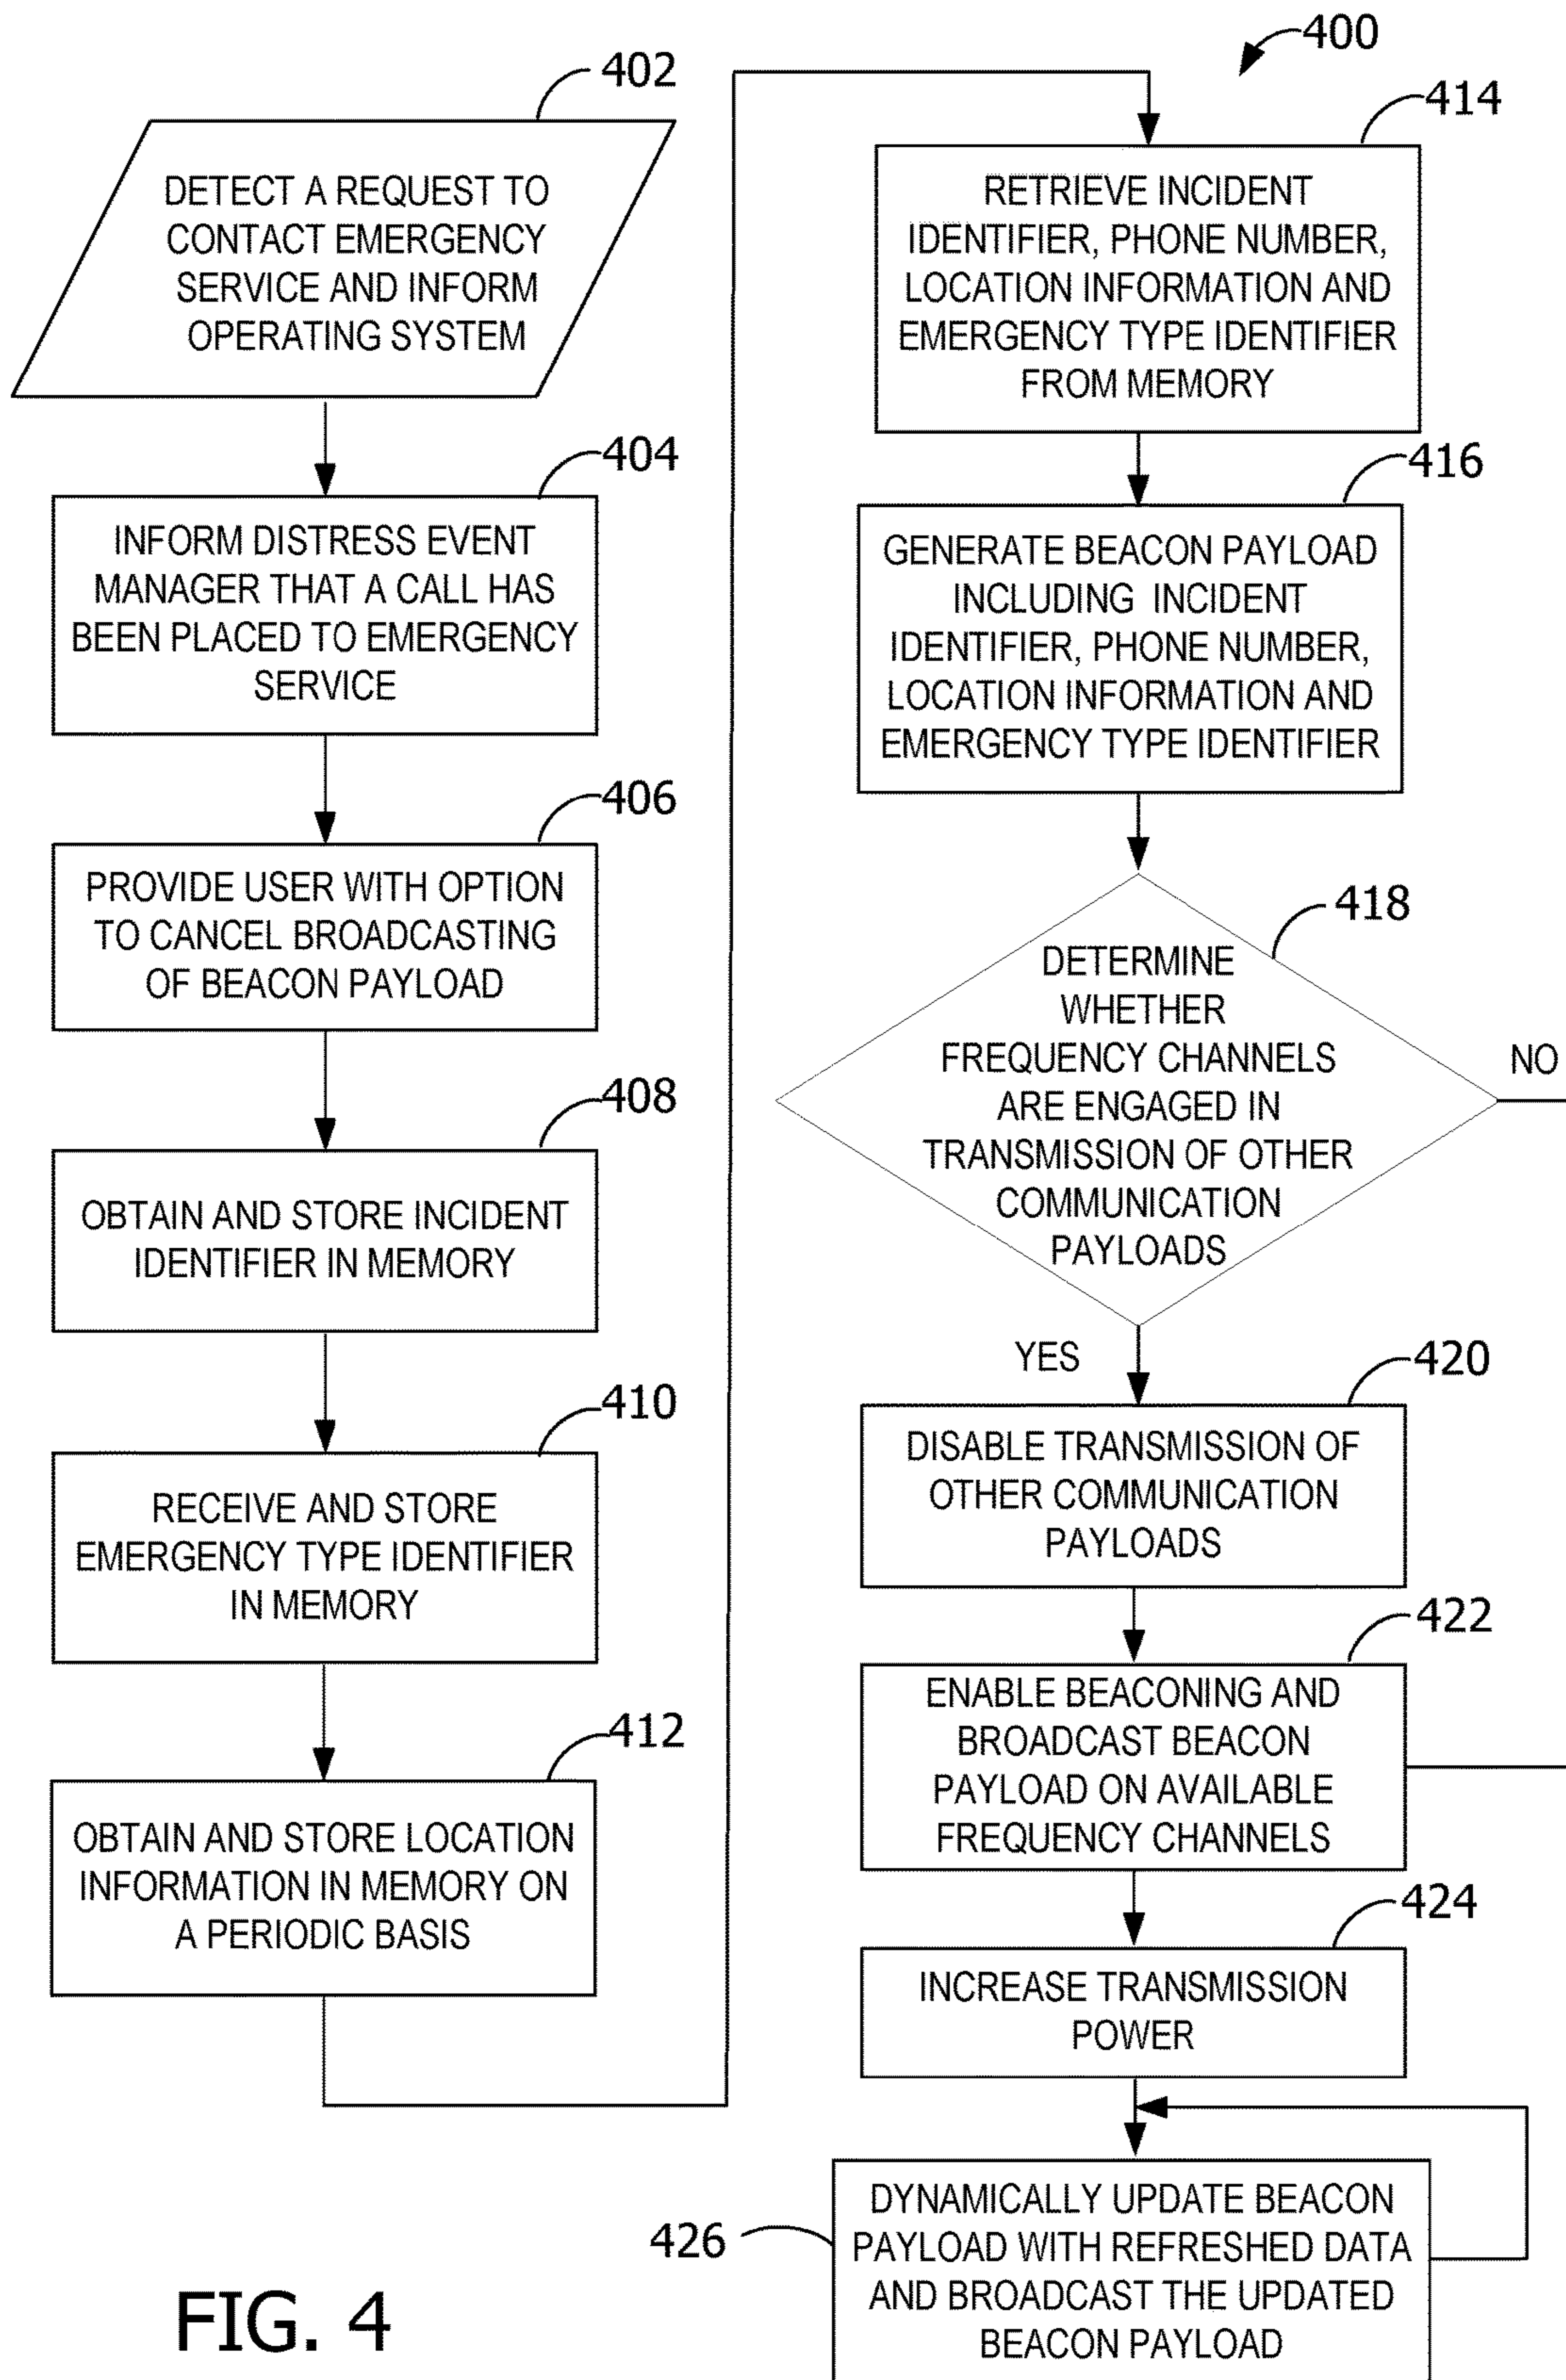 400
402
DETECT A REQUEST TO
CONTACT EMERGENCY
SERVICE AND INFORM
OPERATING SYSTEM
404
INFORM DISTRESS EVENT
MANAGER THAT A CALL HAS
BEEN PLACED TO EMERGENCY
SERVICE
406
PROVIDE USER WITH OPTION
TO CANCEL BROADCASTING
OF BEACON PAYLOAD
408
OBTAIN AND STORE INCIDENT
IDENTIFIER IN MEMORY
410
RECEIVE AND STORE
EMERGENCY TYPE IDENTIFIER
IN MEMORY
412
OBTAIN AND STORE LOCATION
INFORMATION IN MEMORY ON
A PERIODIC BASIS
414
RETRIEVE INCIDENT
IDENTIFIER, PHONE NUMBER,
LOCATION INFORMATION AND
EMERGENCY TYPE IDENTIFIER
FROM MEMORY
416
GENERATE BEACON PAYLOAD
INCLUDING INCIDENT
IDENTIFIER, PHONE NUMBER,
LOCATION INFORMATION AND
EMERGENCY TYPE IDENTIFIER
418
DETERMINE
WHETHER
FREQUENCY CHANNELS
ARE ENGAGED IN
TRANSMISSION OF OTHER
COMMUNICATION
PAYLOADS
NO
YES
420
DISABLE TRANSMISSION OF
OTHER COMMUNICATION
PAYLOADS
422
ENABLE BEACONING AND
BROADCAST BEACON
PAYLOAD ON AVAILABLE
FREQUENCY CHANNELS
424
INCREASE TRANSMISSION
POWER
426
DYNAMICALLY UPDATE BEACON
PAYLOAD WITH REFRESHED DATA
AND BROADCAST THE UPDATED
BEACON PAYLOAD
FIG. 4